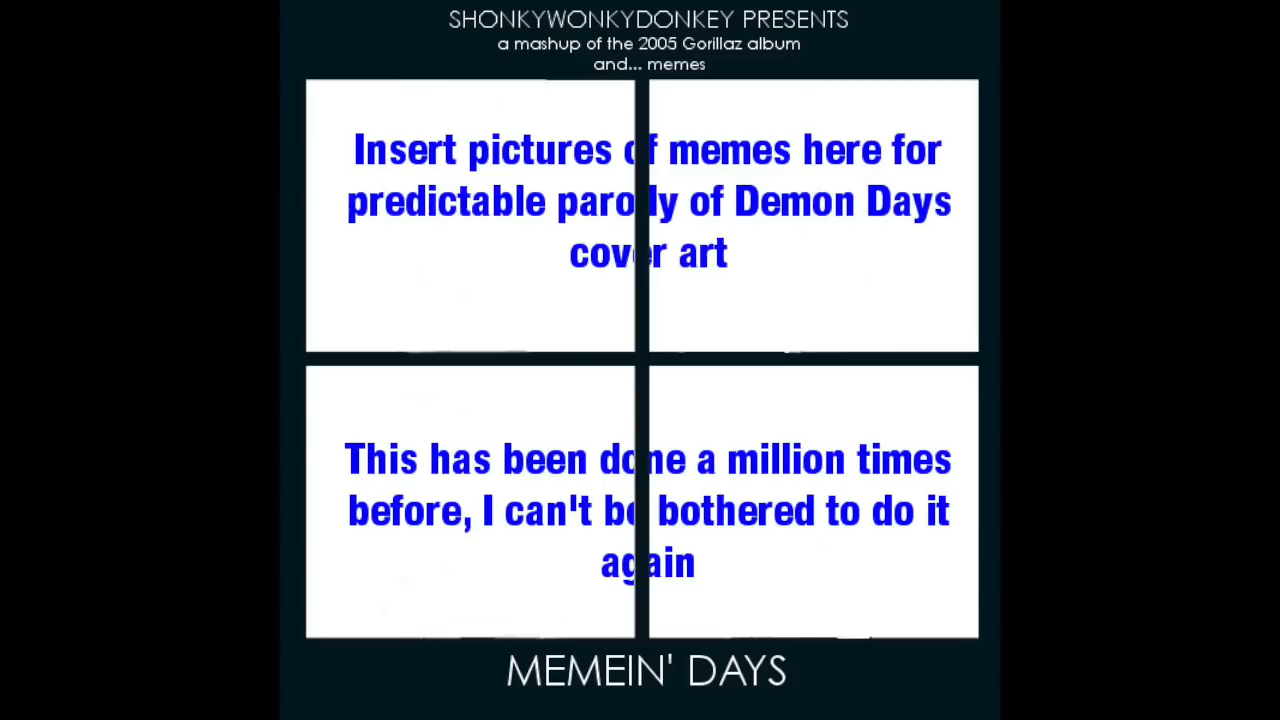 SHONKYWONKYDONKEY PRESENTS
a mashup of the 2005 Gorillaz album
and... memes
Insert pictures of memes here for
predictable parody of Demon Days
cover art
This has been done a million times
before, I can't be bothered to do it
again
MEMEIN' DAYS